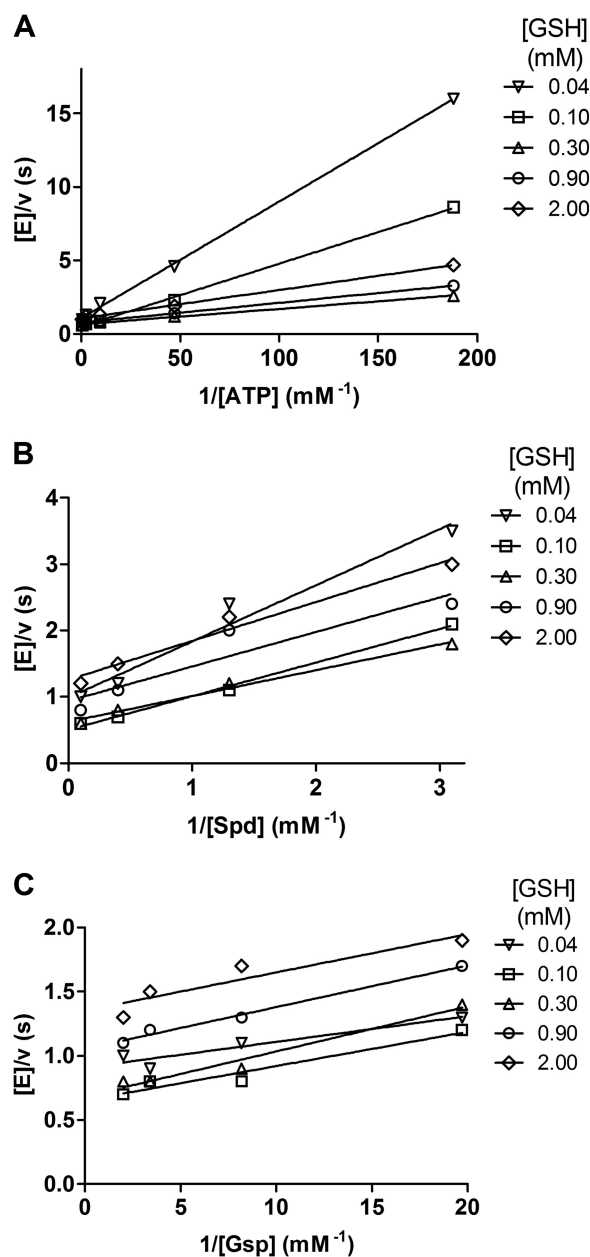 A
[GSH]
(mM)
0.04
0.10
0.30
0.90
2.00
[E]/v (s)
15
10
5
0
0 50 100 150 200
1/[ATP] (mM⁻¹)
B
[GSH]
(mM)
0.04
0.10
0.30
0.90
2.00
[E]/v (s)
4
3
2
1
0
0 1 2 3
1/[Spd] (mM⁻¹)
C
[GSH]
(mM)
0.04
0.10
0.30
0.90
2.00
[E]/v (s)
2.0
1.5
1.0
0.5
0.0
0 5 10 15 20
1/[Gsp] (mM⁻¹)